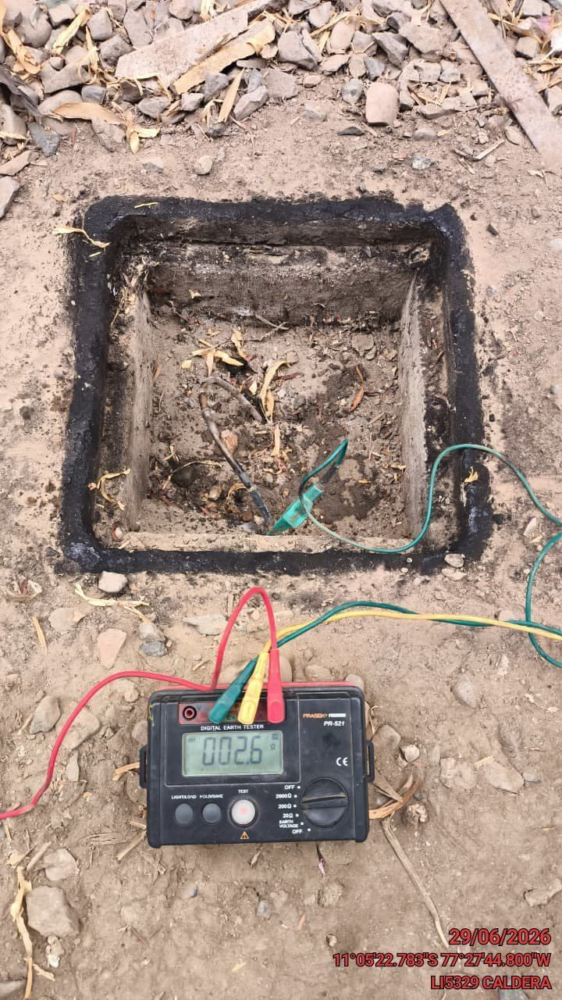 V
PRASEK
PR-521
DIGITAL EARTH TESTER
002.6 Ω
CE
LIGHT/LOAD HOLD/SAVE TEST
OFF
2000Ω
200Ω
20Ω
EARTH
VOLTAGE
OFF
29/06/2026
11°05'22.783"S 77°27'44.800"W
LI5329 CALDERA